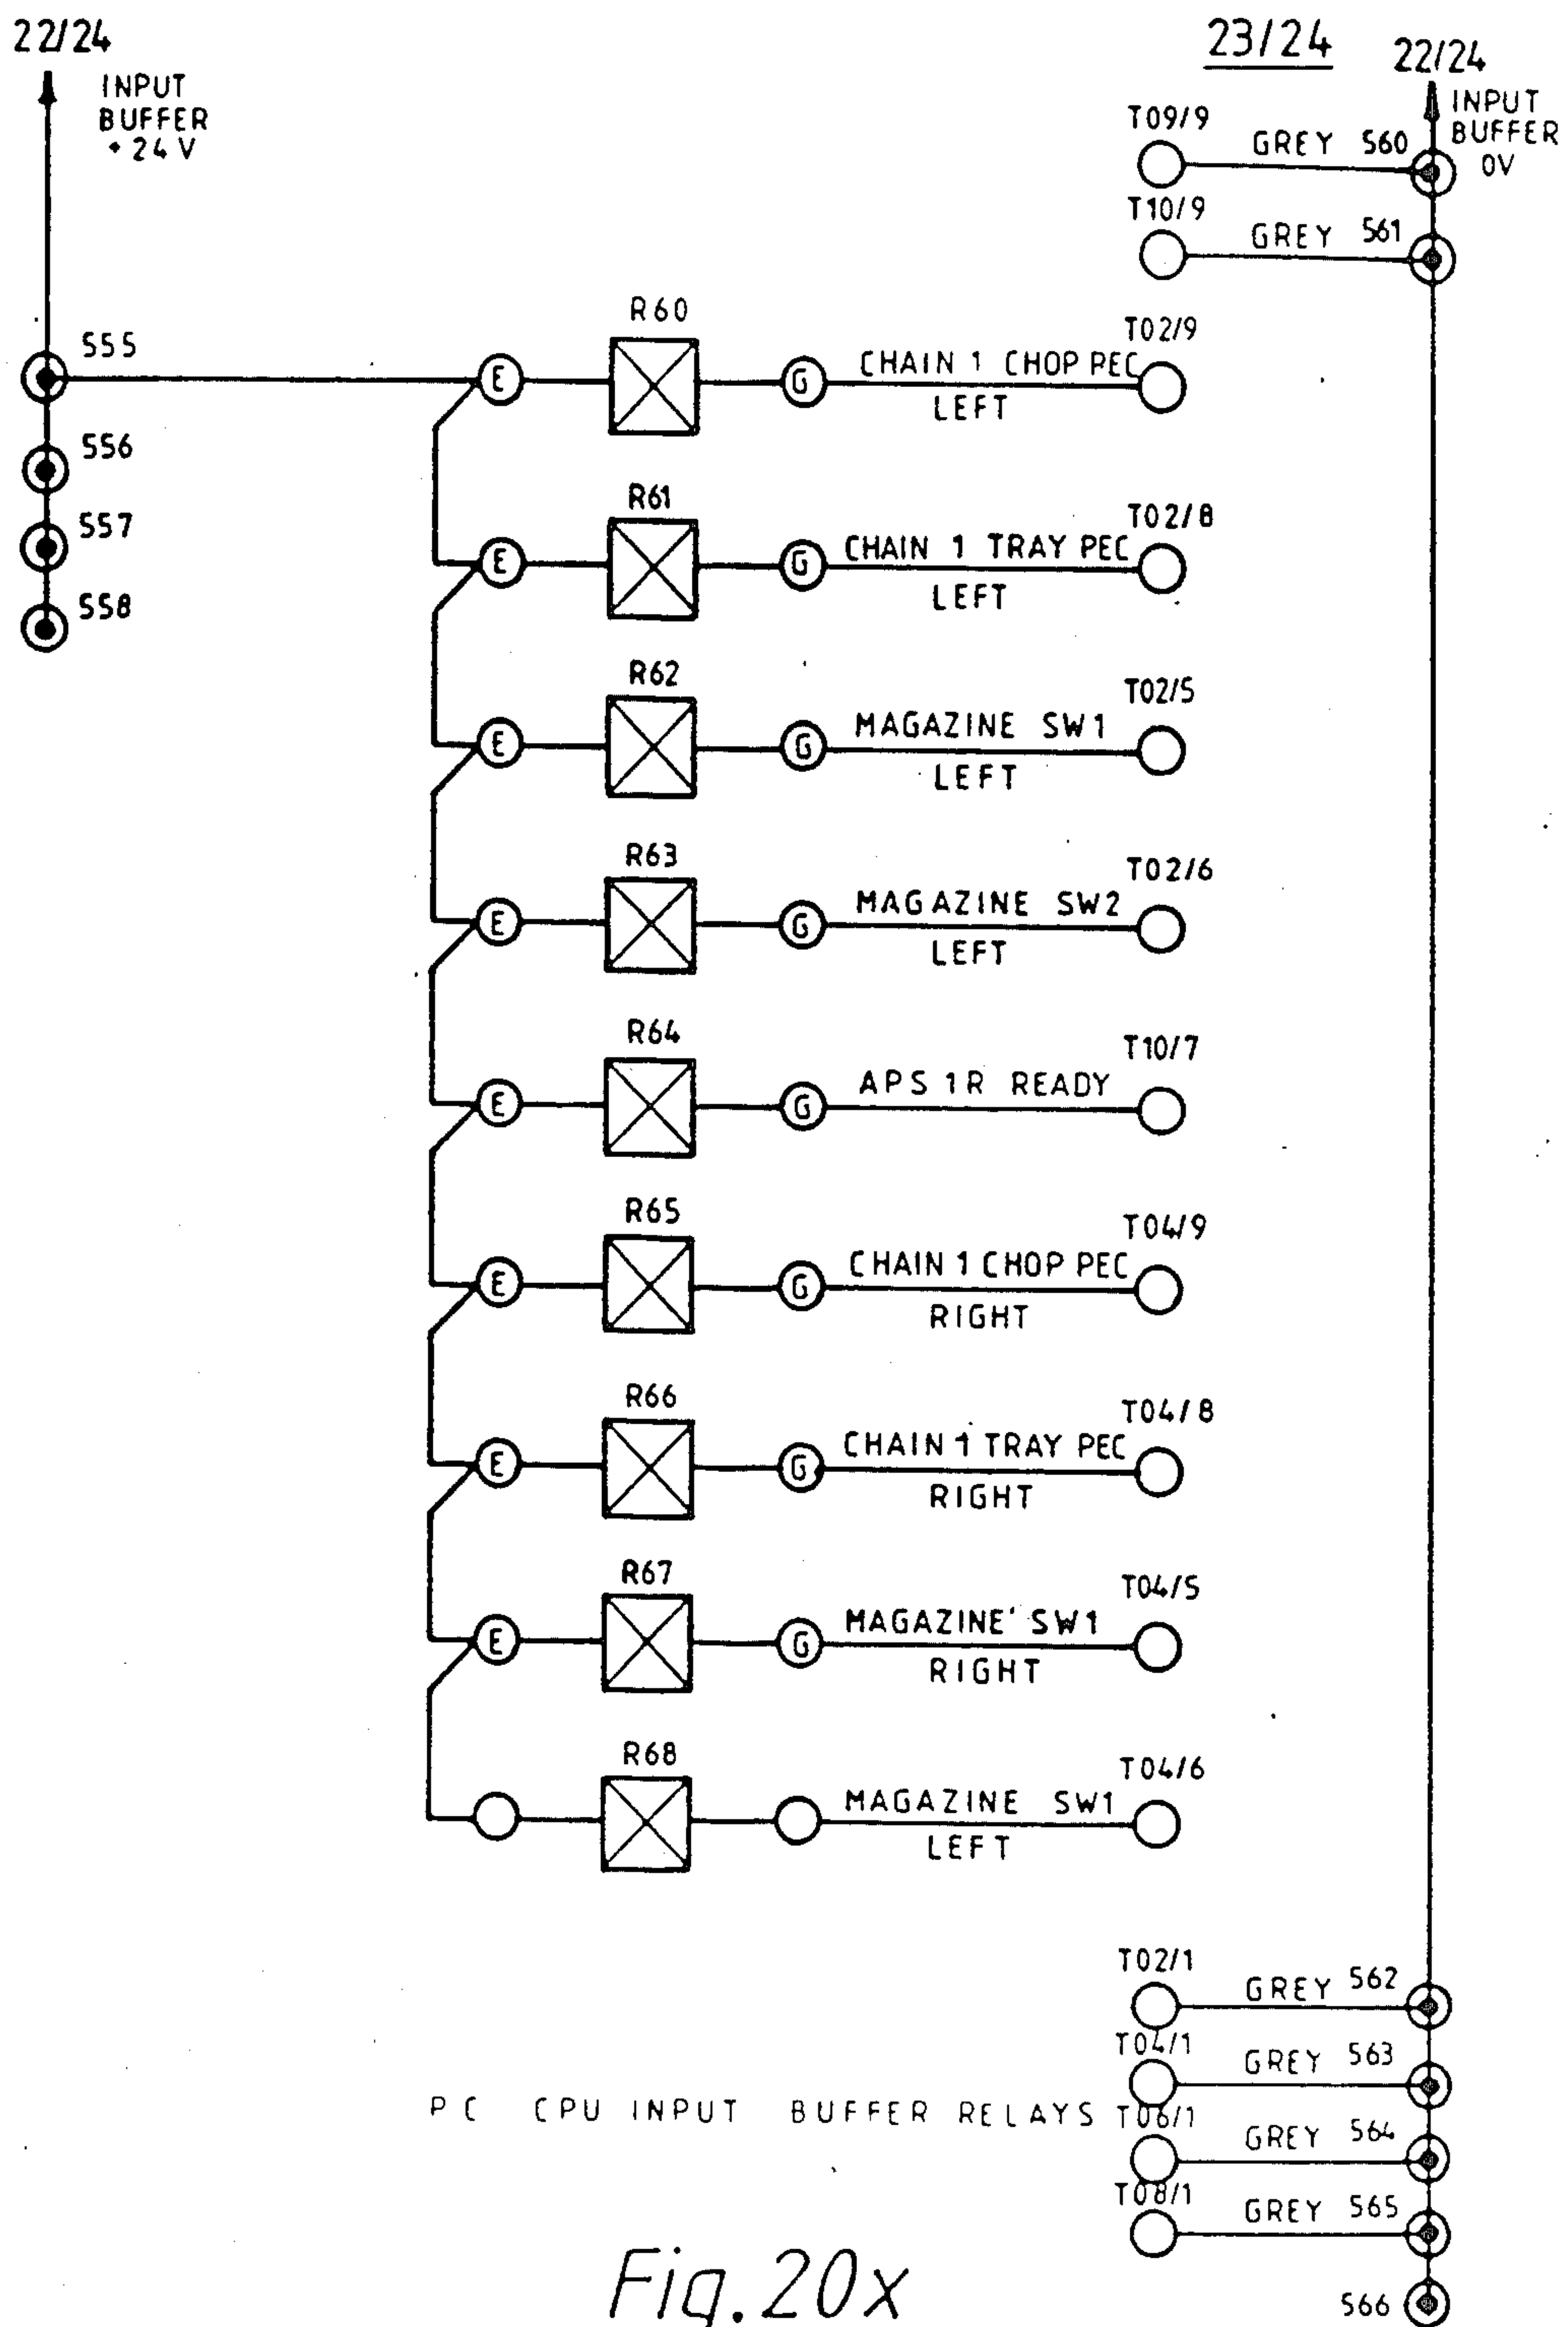 22/24
INPUT
BUFFER
+24V
23/24
22/24
INPUT
BUFFER
0V
T09/9
GREY 560
T10/9
GREY 561
555
556
557
558
R60
E
G
CHAIN 1 CHOP PEC
LEFT
T02/9
R61
E
G
CHAIN 1 TRAY PEC
LEFT
T02/8
R62
E
G
MAGAZINE SW1
LEFT
T02/5
R63
E
G
MAGAZINE SW2
LEFT
T02/6
R64
E
G
APS 1R READY
T10/7
R65
E
G
CHAIN 1 CHOP PEC
RIGHT
T04/9
R66
E
G
CHAIN 1 TRAY PEC
RIGHT
T04/8
R67
E
G
MAGAZINE SW1
RIGHT
T04/5
R68
MAGAZINE SW1
LEFT
T04/6
T02/1
GREY 562
T04/1
GREY 563
PC CPU INPUT BUFFER RELAYS
T06/1
GREY 564
T08/1
GREY 565
566
Fig.20x